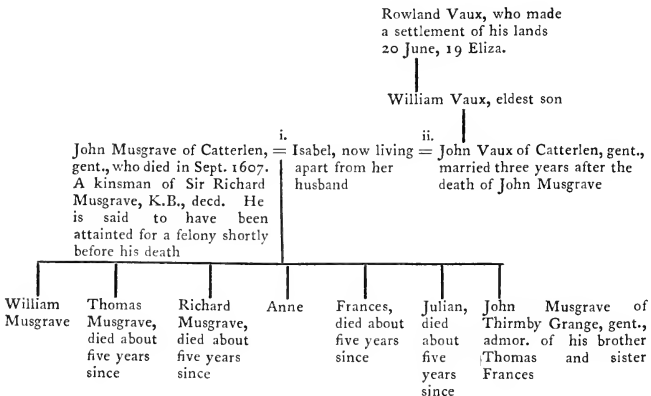 Rowland Vaux, who made
a settlement of his lands
20 June, 19 Eliza.
William Vaux, eldest son
i.
ii.
John Musgrave of Catterlen,
gent., who died in Sept. 1607.
A kinsman of Sir Richard
Musgrave, K.B., decd. He
is said to have been
attainted for a felony shortly
before his death
= Isabel, now living
apart from her
husband
= John Vaux of Catterlen, gent.,
married three years after the
death of John Musgrave
William
Musgrave
Thomas
Musgrave,
died about
five years
since
Richard
Musgrave,
died about
five years
since
Anne
Frances,
died about
five years
since
Julian,
died
about
five
years
since
John Musgrave of
Thirmby Grange, gent.,
admor. of his brother
Thomas and sister
Frances